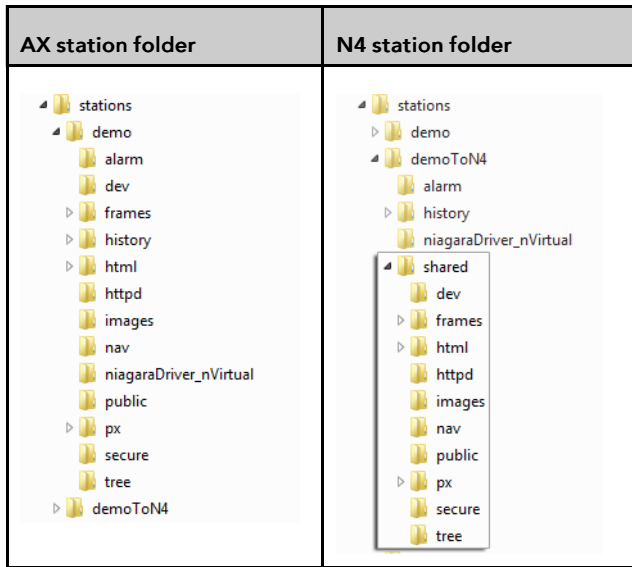 AX station folder
N4 station folder
stations
demo
alarm
dev
frames
history
html
httpd
images
nav
niagaraDriver_nVirtual
public
px
secure
tree
demoToN4
stations
demo
demoToN4
alarm
history
niagaraDriver_nVirtual
shared
dev
frames
html
httpd
images
nav
public
px
secure
tree